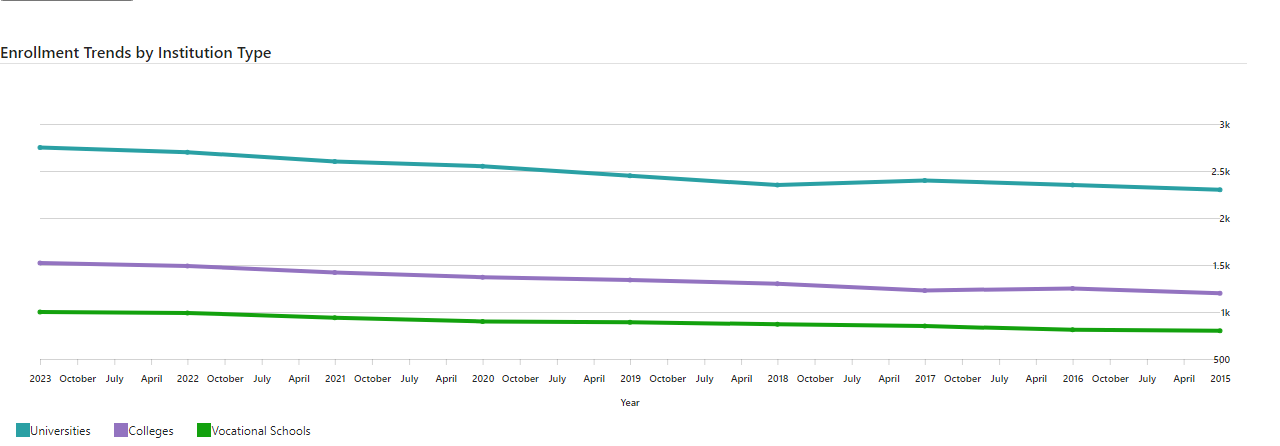 Enrollment Trends by Institution Type
3k
2.5k
2k
1.5k
1k
500
2023 October July April 2022 October July April 2021 October July April 2020 October July April 2019 October July April 2018 October July April 2017 October July April 2016 October July April 2015
Year
Universities Colleges Vocational Schools